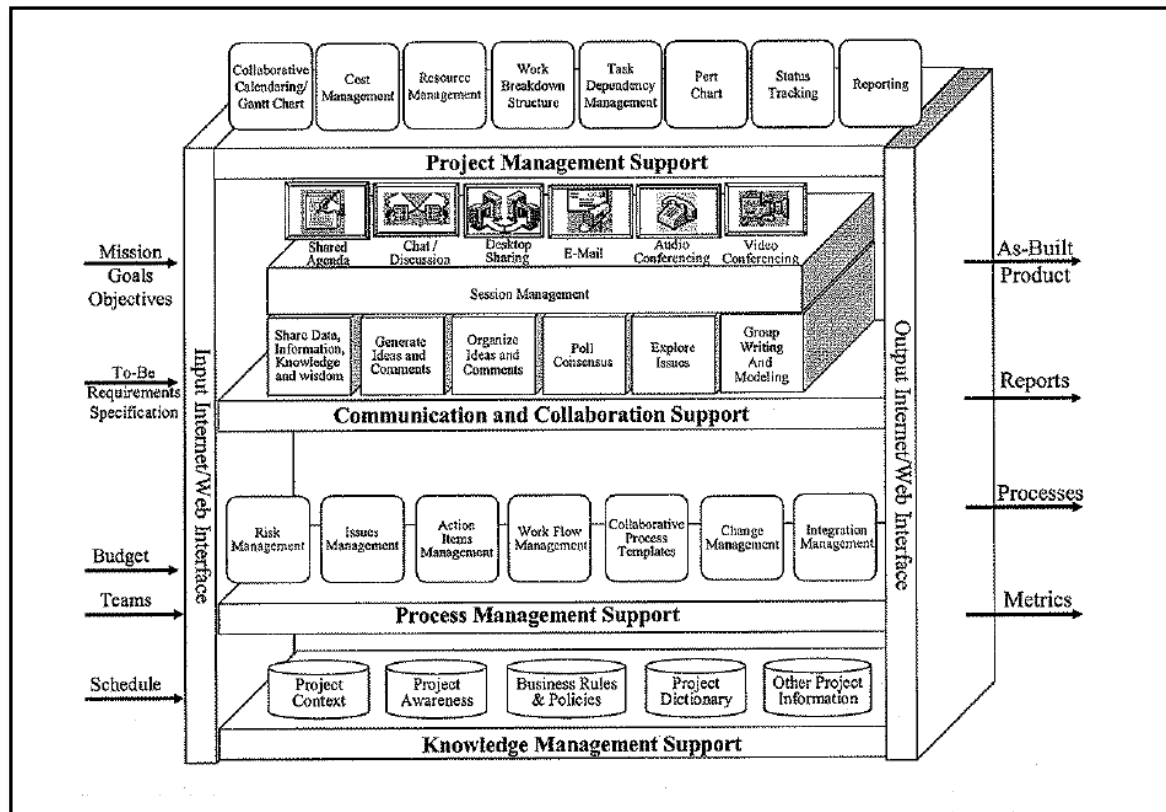 Collaborative
Calendaring/
Gantt Chart
Cost
Management
Resource
Management
Work
Breakdown
Structure
Task
Dependency
Management
Pert
Chart
Status
Tracking
Reporting
Project Management Support
Shared
Agenda
Chat /
Discussion
Desktop
Sharing
E-Mail
Audio
Conferencing
Video
Conferencing
Session Management
Share Data,
Information,
Knowledge
and wisdom
Generate
Ideas and
Comments
Organize
Ideas and
Comments
Poll
Consensus
Explore
Issues
Group
Writing
And
Modeling
Communication and Collaboration Support
Risk
Management
Issues
Management
Action
Items
Management
Work Flow
Management
Collaborative
Process
Templates
Change
Management
Integration
Management
Process Management Support
Project
Context
Project
Awareness
Business Rules
& Policies
Project
Dictionary
Other Project
Information
Knowledge Management Support
Mission
Goals
Objectives
To-Be
Requirements
Specification
Budget
Teams
Schedule
Input Internet/Web Interface
Output Internet/Web Interface
As-Built
Product
Reports
Processes
Metrics